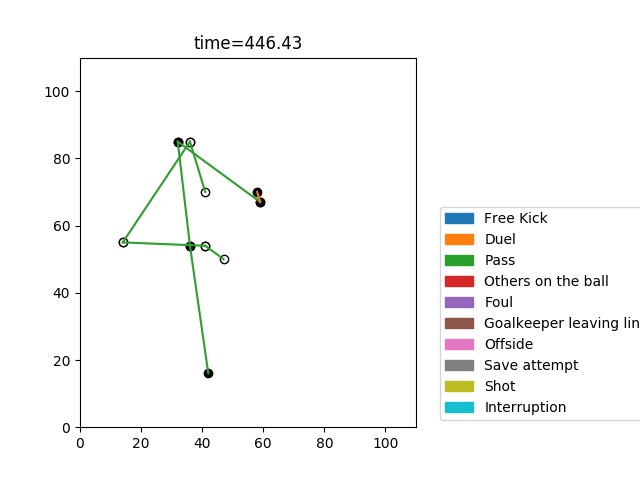 time=446.43
100
80
60
40
20
0
0 20 40 60 80 100
Free Kick
Duel
Pass
Others on the ball
Foul
Goalkeeper leaving lin
Offside
Save attempt
Shot
Interruption